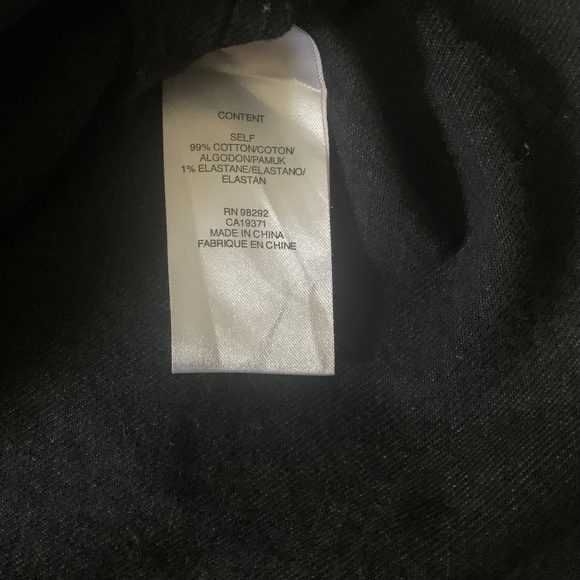 CONTENT
SELF
99% COTTON/COTON/
ALGODON/PAMUK
1% ELASTANE/ELASTANO/
ELASTAN
RN 98292
CA19371
MADE IN CHINA
FABRIQUE EN CHINE